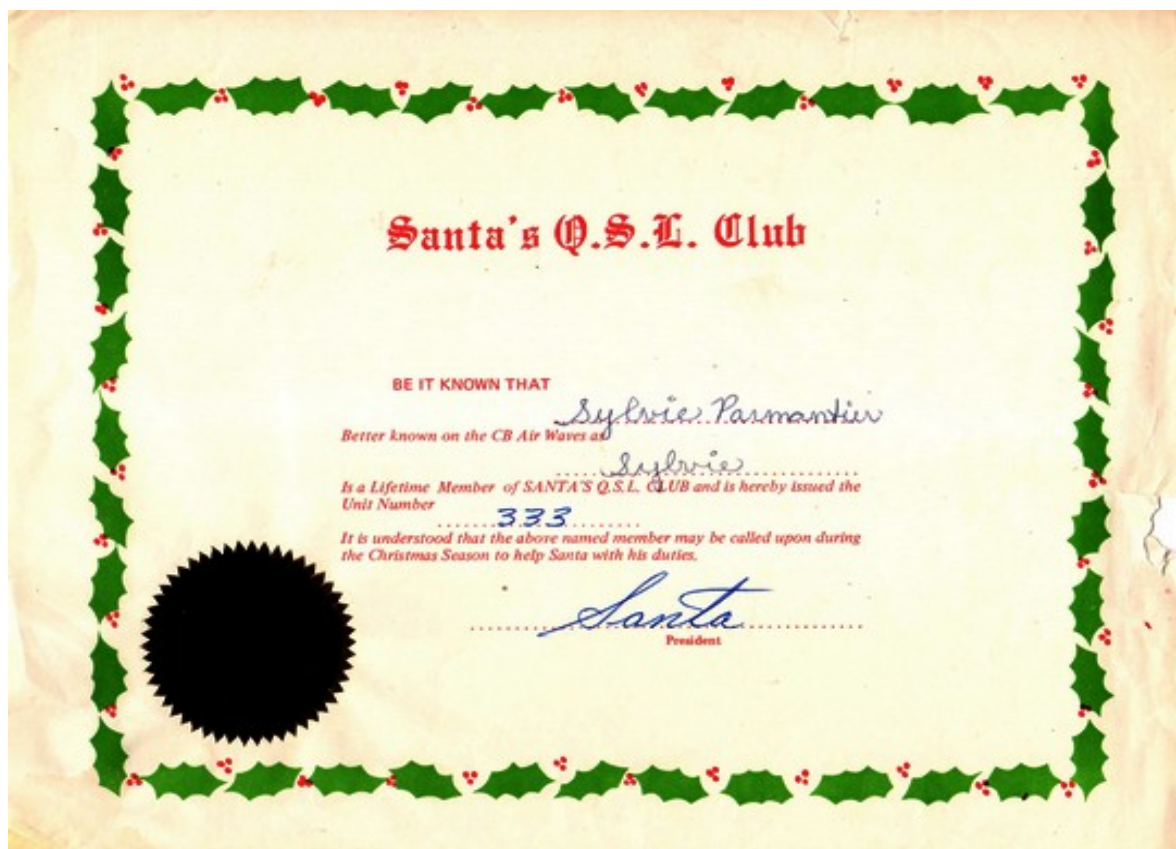 Santa's Q.S.L. Club
BE IT KNOWN THAT
Sylvie Parmantier
Better known on the CB Air Waves as
Sylvie
Is a Lifetime Member of SANTA'S Q.S.L. CLUB and is hereby issued the
Unit Number
333
It is understood that the above named member may be called upon during
the Christmas Season to help Santa with his duties.
Santa
President